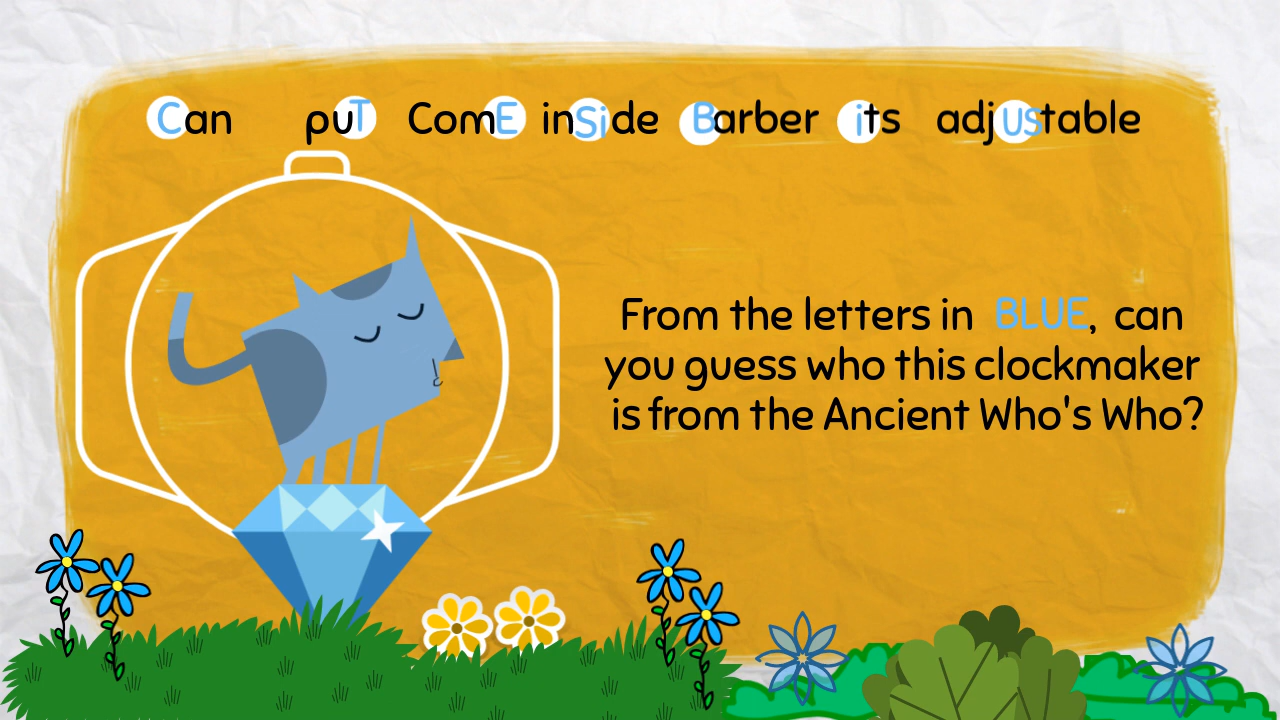 Can puT ComE inSide Barber its adjUStable
From the letters in BLUE, can
you guess who this clockmaker
is from the Ancient Who's Who?